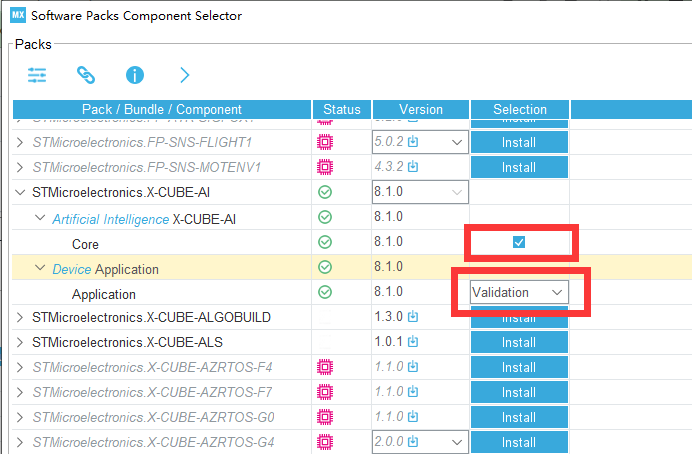 MX Software Packs Component Selector
Packs
Pack / Bundle / Component Status Version Selection
Install
STMicroelectronics.FP-SNS-FLIGHT1 5.0.2 Install
STMicroelectronics.FP-SNS-MOTENV1 4.3.2 Install
STMicroelectronics.X-CUBE-AI 8.1.0
Artificial Intelligence X-CUBE-AI 8.1.0
Core 8.1.0
Device Application 8.1.0
Application 8.1.0 Validation
STMicroelectronics.X-CUBE-ALGOBUILD 1.3.0 Install
STMicroelectronics.X-CUBE-ALS 1.0.1 Install
STMicroelectronics.X-CUBE-AZRTOS-F4 1.1.0 Install
STMicroelectronics.X-CUBE-AZRTOS-F7 1.1.0 Install
STMicroelectronics.X-CUBE-AZRTOS-G0 1.1.0 Install
STMicroelectronics.X-CUBE-AZRTOS-G4 2.0.0 Install